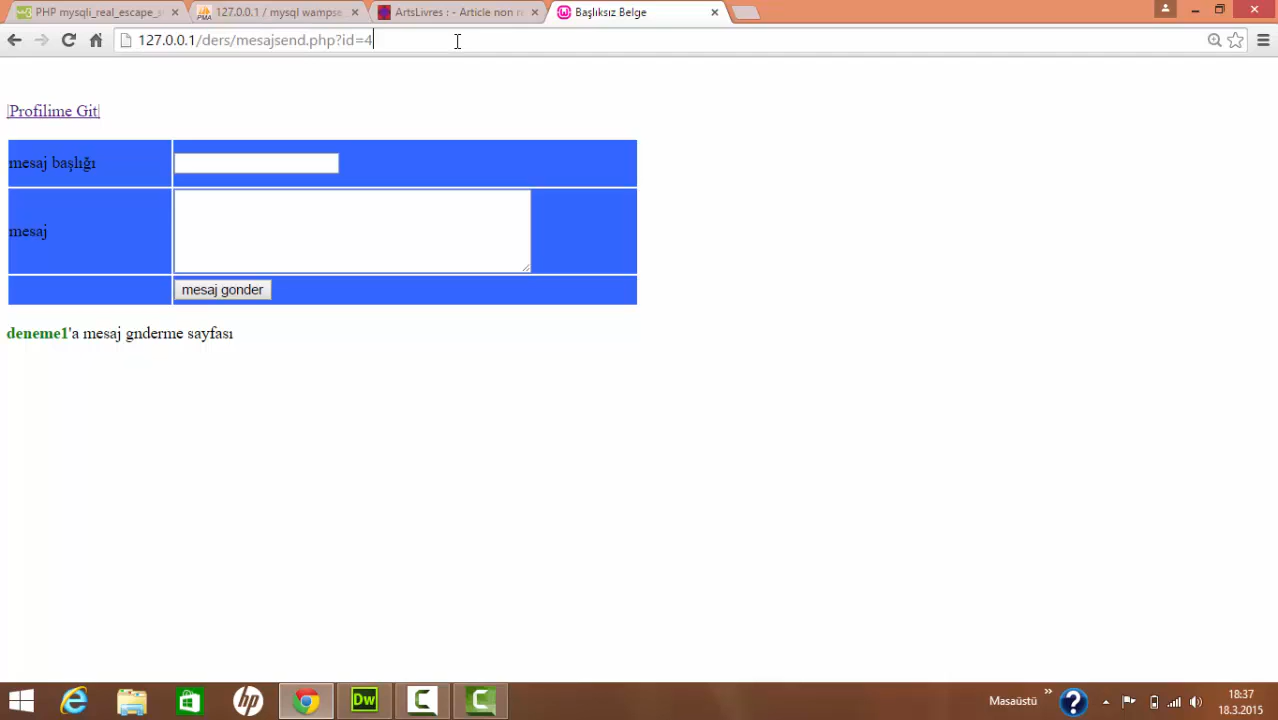 PHP mysqli_real_escape_s
127.0.0.1 / mysql wampse
ArtsLivres : - Article non r
Başlıksız Belge
127.0.0.1/ders/mesajsend.php?id=4
|Profilime Git|
mesaj başlığı
mesaj
mesaj gonder
deneme1'a mesaj gnderme sayfası
Masaüstü
18:37
18.3.2015